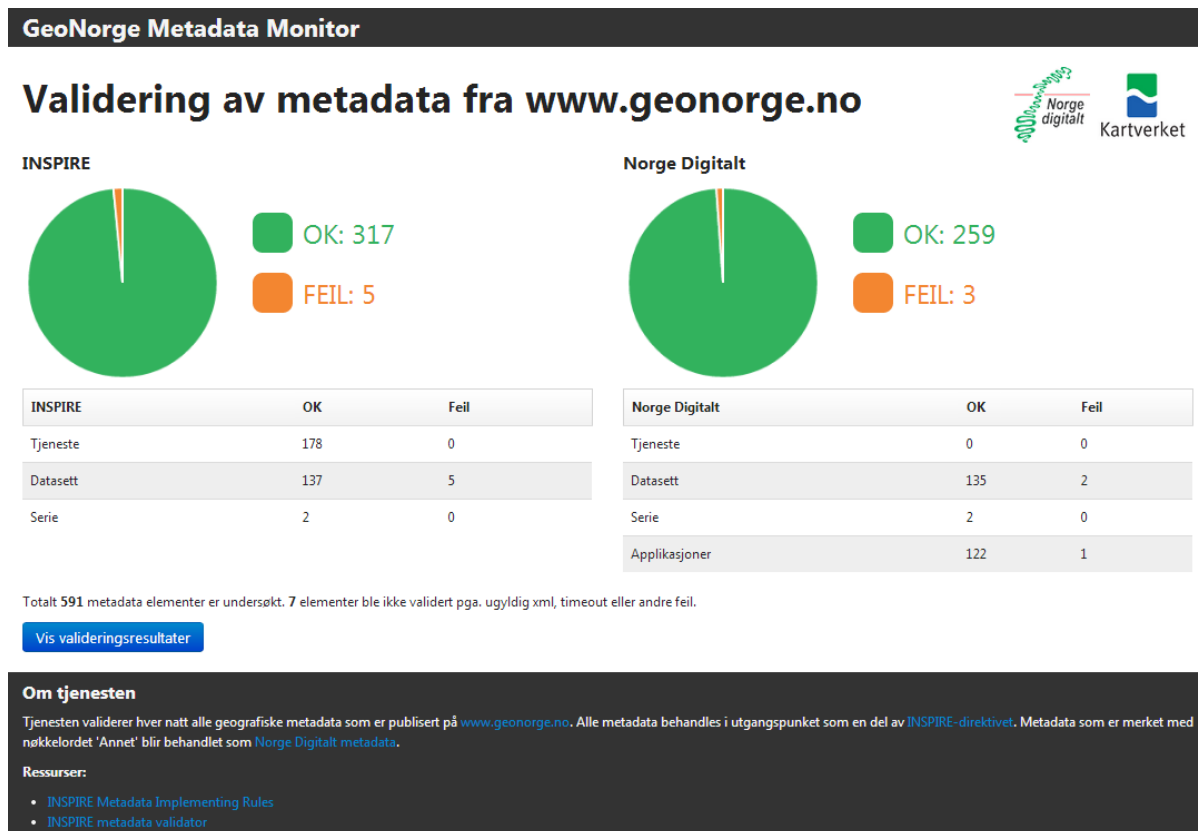 GeoNorge Metadata Monitor
Validering av metadata fra www.geonorge.no
Norge
digitalt
Kartverket
INSPIRE
OK: 317
FEIL: 5
Norge Digitalt
OK: 259
FEIL: 3
INSPIRE OK Feil
Tjeneste 178 0
Datasett 137 5
Serie 2 0
Norge Digitalt OK Feil
Tjeneste 0 0
Datasett 135 2
Serie 2 0
Applikasjoner 122 1
Totalt 591 metadata elementer er undersøkt. 7 elementer ble ikke validert pga. ugyldig xml, timeout eller andre feil.
Vis valideringsresultater
Om tjenesten
Tjenesten validerer hver natt alle geografiske metadata som er publisert på www.geonorge.no. Alle metadata behandles i utgangspunket som en del av INSPIRE-direktivet. Metadata som er merket med
nøkkelordet 'Annet' blir behandlet som Norge Digitalt metadata.
Ressurser:
• INSPIRE Metadata Implementing Rules
• INSPIRE metadata validator